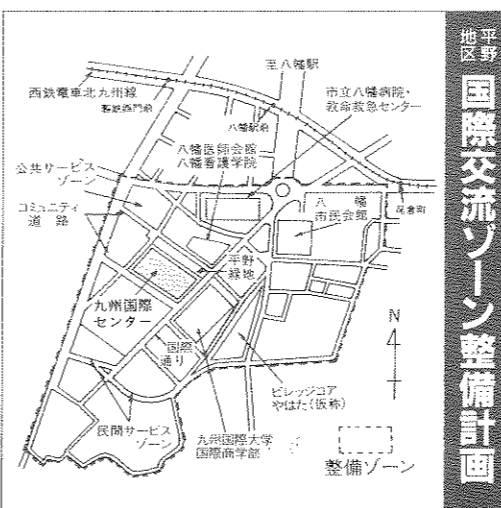 平野地区
国際交流ゾーン整備計画
至八幡駅
西鉄電車北九州線
製鉄西門前
八幡駅前
市立八幡病院・
救命救急センター
八幡医師会館
八幡看護学院
公共サービス
ゾーン
コミュニティ
道路
八幡
市民会館
尾倉町
平野
緑地
九州国際
センター
N
国際
通り
ビレッジコア
やはた(仮称)
民間サービス
ゾーン
九州国際大学
国際商学部
整備ゾーン